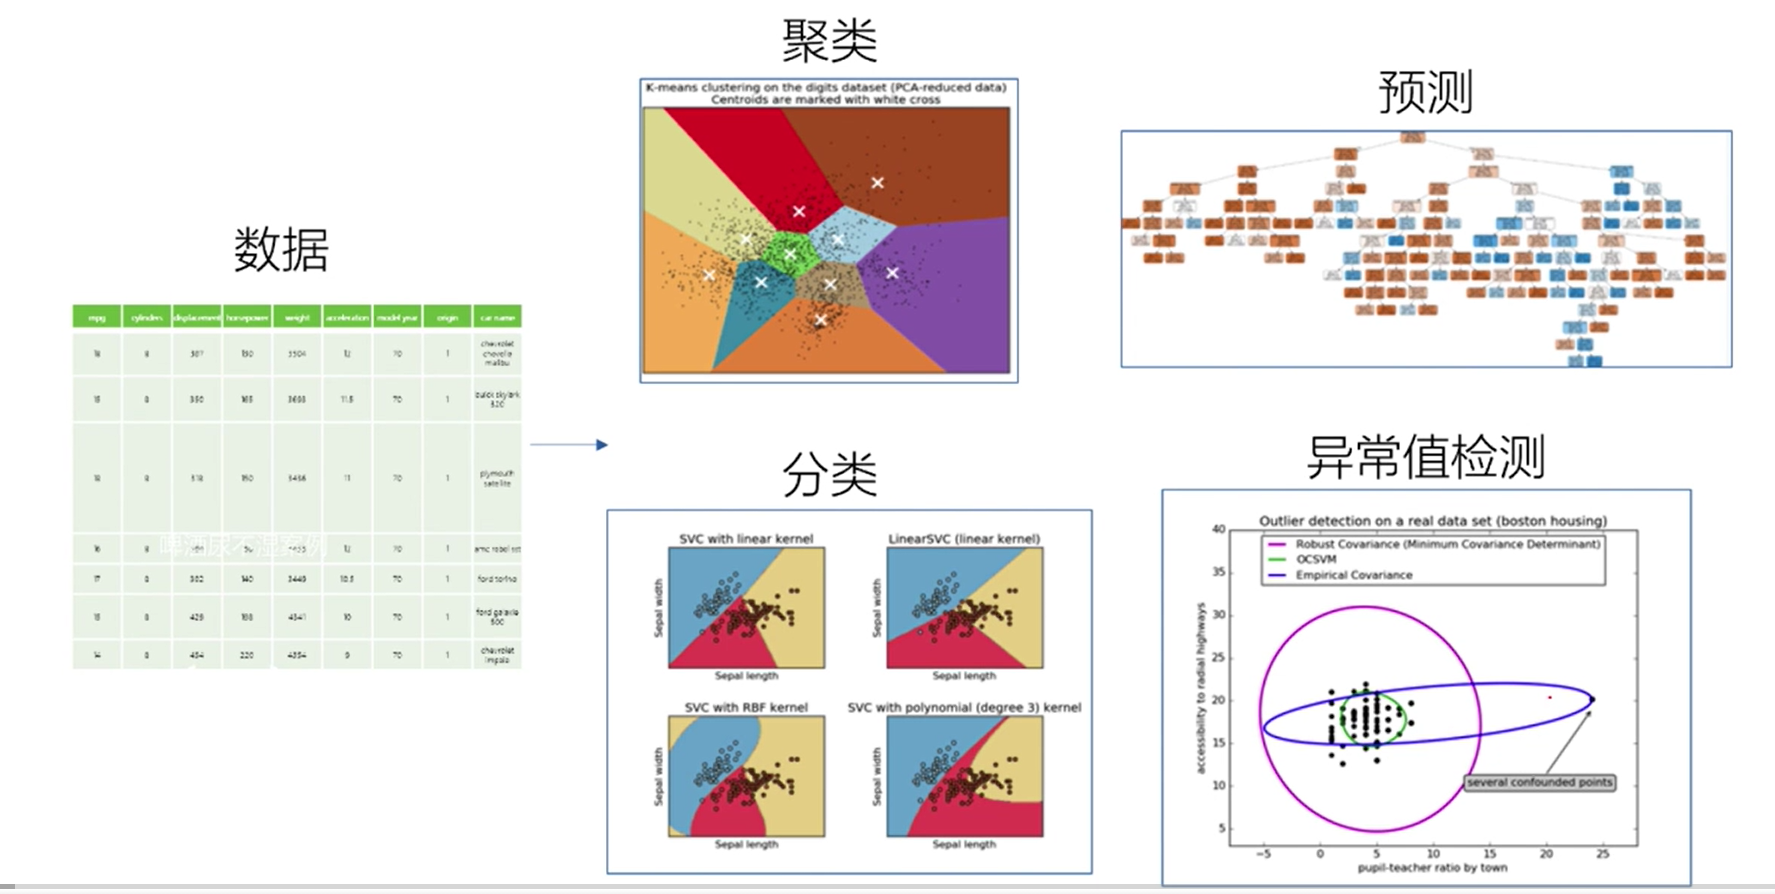 聚类
K-means clustering on the digits dataset (PCA-reduced data)
Centroids are marked with white cross
预测
数据
mpg cylinders displacement horsepower weight acceleration model year origin car name
18 8 307 130 3504 12 70 1 chevrolet
chevelle
malibu
15 8 350 165 3693 11.5 70 1 buick skylark
320
18 8 318 150 3436 11 70 1 plymouth
satellite
16 8 12 70 1 amc rebel sst
17 8 302 140 3449 10.5 70 1 ford torino
15 8 429 198 4341 10 70 1 ford galaxie
500
14 8 454 220 4354 9 70 1 chevrolet
impala
啤酒尿不湿案例
分类
SVC with linear kernel
Sepal width
Sepal length
LinearSVC (linear kernel)
Sepal width
Sepal length
SVC with RBF kernel
Sepal width
Sepal length
SVC with polynomial (degree 3) kernel
Sepal width
Sepal length
异常值检测
Outlier detection on a real data set (boston housing)
Robust Covariance (Minimum Covariance Determinant)
OCSVM
Empirical Covariance
40
35
30
25
20
15
10
5
accessibility to radial highways
several confounded points
−5 0 5 10 15 20 25
pupil-teacher ratio by town